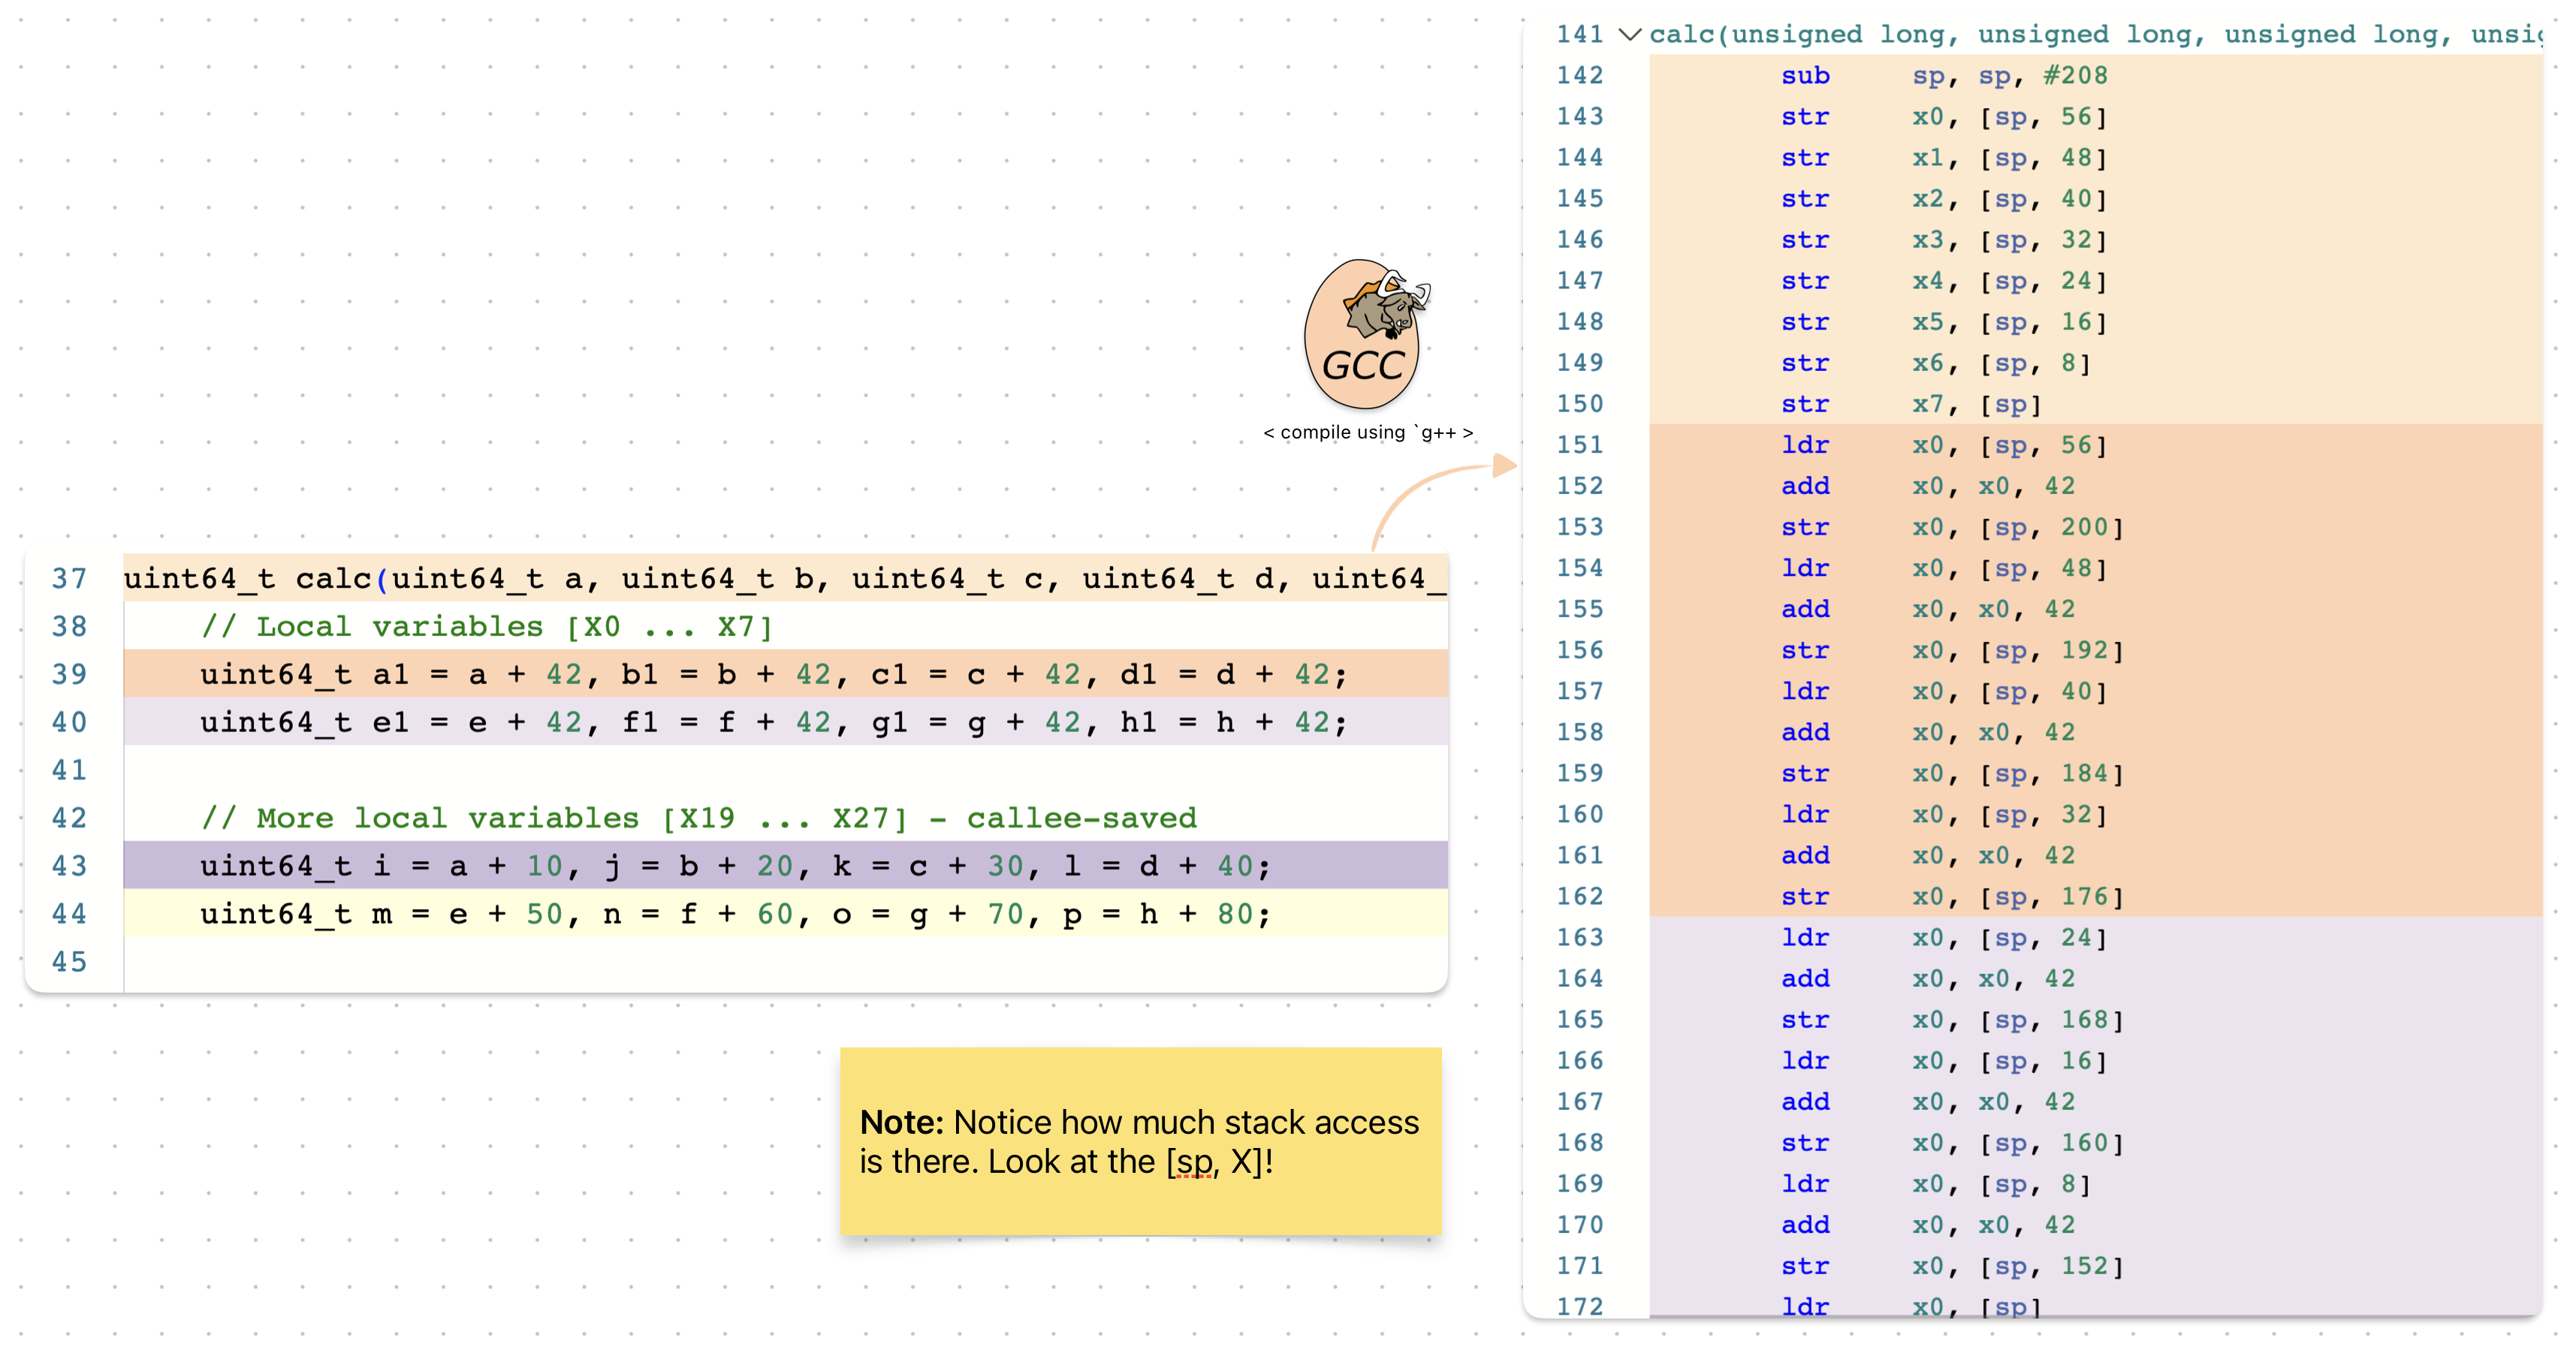 GCC
< compile using `g++ >
37 uint64_t calc(uint64_t a, uint64_t b, uint64_t c, uint64_t d, uint64_
38 // Local variables [X0 ... X7]
39 uint64_t a1 = a + 42, b1 = b + 42, c1 = c + 42, d1 = d + 42;
40 uint64_t e1 = e + 42, f1 = f + 42, g1 = g + 42, h1 = h + 42;
41
42 // More local variables [X19 ... X27] - callee-saved
43 uint64_t i = a + 10, j = b + 20, k = c + 30, l = d + 40;
44 uint64_t m = e + 50, n = f + 60, o = g + 70, p = h + 80;
45
Note: Notice how much stack access
is there. Look at the [sp, X]!
141 calc(unsigned long, unsigned long, unsigned long, unsig
142 sub sp, sp, #208
143 str x0, [sp, 56]
144 str x1, [sp, 48]
145 str x2, [sp, 40]
146 str x3, [sp, 32]
147 str x4, [sp, 24]
148 str x5, [sp, 16]
149 str x6, [sp, 8]
150 str x7, [sp]
151 ldr x0, [sp, 56]
152 add x0, x0, 42
153 str x0, [sp, 200]
154 ldr x0, [sp, 48]
155 add x0, x0, 42
156 str x0, [sp, 192]
157 ldr x0, [sp, 40]
158 add x0, x0, 42
159 str x0, [sp, 184]
160 ldr x0, [sp, 32]
161 add x0, x0, 42
162 str x0, [sp, 176]
163 ldr x0, [sp, 24]
164 add x0, x0, 42
165 str x0, [sp, 168]
166 ldr x0, [sp, 16]
167 add x0, x0, 42
168 str x0, [sp, 160]
169 ldr x0, [sp, 8]
170 add x0, x0, 42
171 str x0, [sp, 152]
172 ldr x0, [sp]